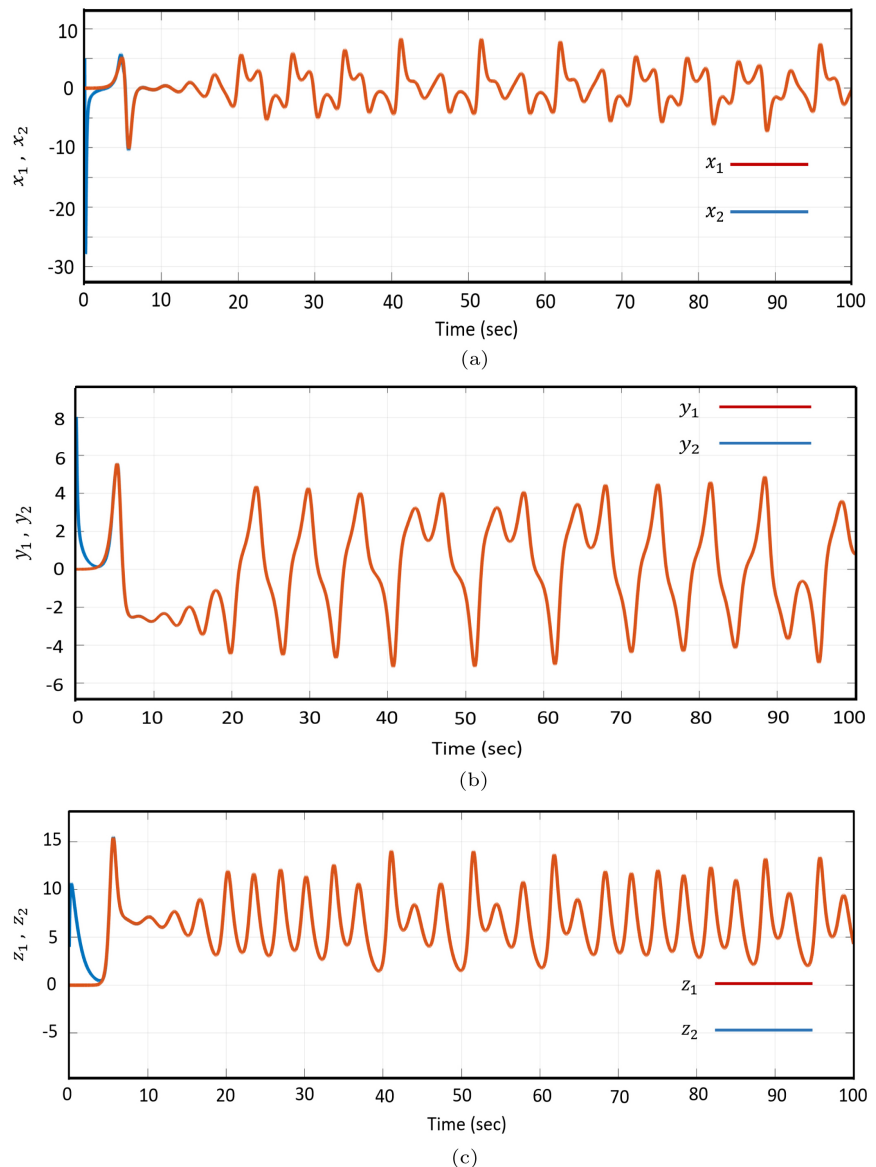 10
0
-10
-20
-30
x₁ , x₂
x₁
x₂
0 10 20 30 40 50 60 70 80 90 100
Time (sec)
(a)
8
6
4
2
0
-2
-4
-6
y₁ , y₂
y₁
y₂
0 10 20 30 40 50 60 70 80 90 100
Time (sec)
(b)
15
10
5
0
-5
z₁ , z₂
z₁
z₂
0 10 20 30 40 50 60 70 80 90 100
Time (sec)
(c)